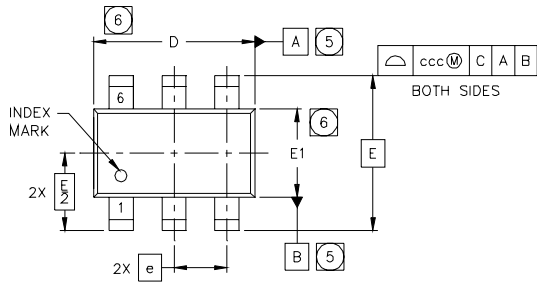 6
D
A 5
⌓ ccc Ⓜ C A B
BOTH SIDES
6
INDEX
MARK
6
E1
E
2X E/2
1
B 5
2X e